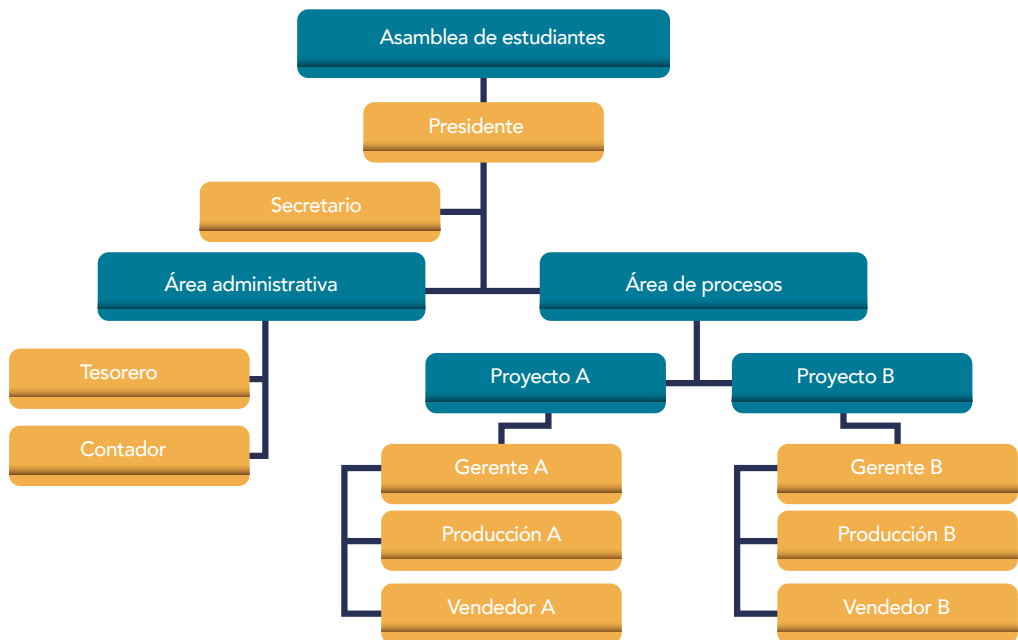 Asamblea de estudiantes
Presidente
Secretario
Área administrativa
Área de procesos
Tesorero
Contador
Proyecto A
Proyecto B
Gerente A
Producción A
Vendedor A
Gerente B
Producción B
Vendedor B